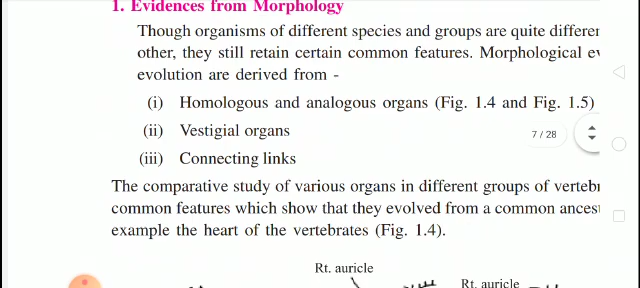 1. Evidences from Morphology
Though organisms of different species and groups are quite
other, they still retain certain common features. Morphological
evolution are derived from -
(i) Homologous and analogous organs (Fig. 1.4 and Fig. 1.5)
(ii) Vestigial organs
7 / 28
(iii) Connecting links
The comparative study of various organs in different groups of
common features which show that they evolved from a common
example the heart of the vertebrates (Fig. 1.4).
Rt. auricle
Rt. auricle